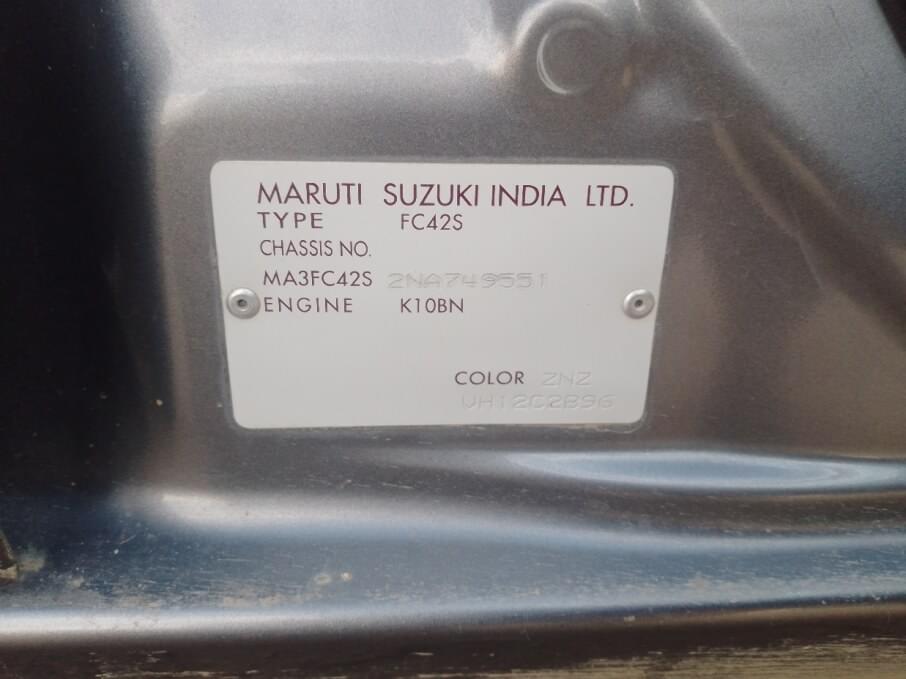 MARUTI SUZUKI INDIA LTD.
TYPE FC42S
CHASSIS NO.
MA3FC42S 2NA749551
ENGINE K10BN
COLOR ZNZ
VH12C2B96